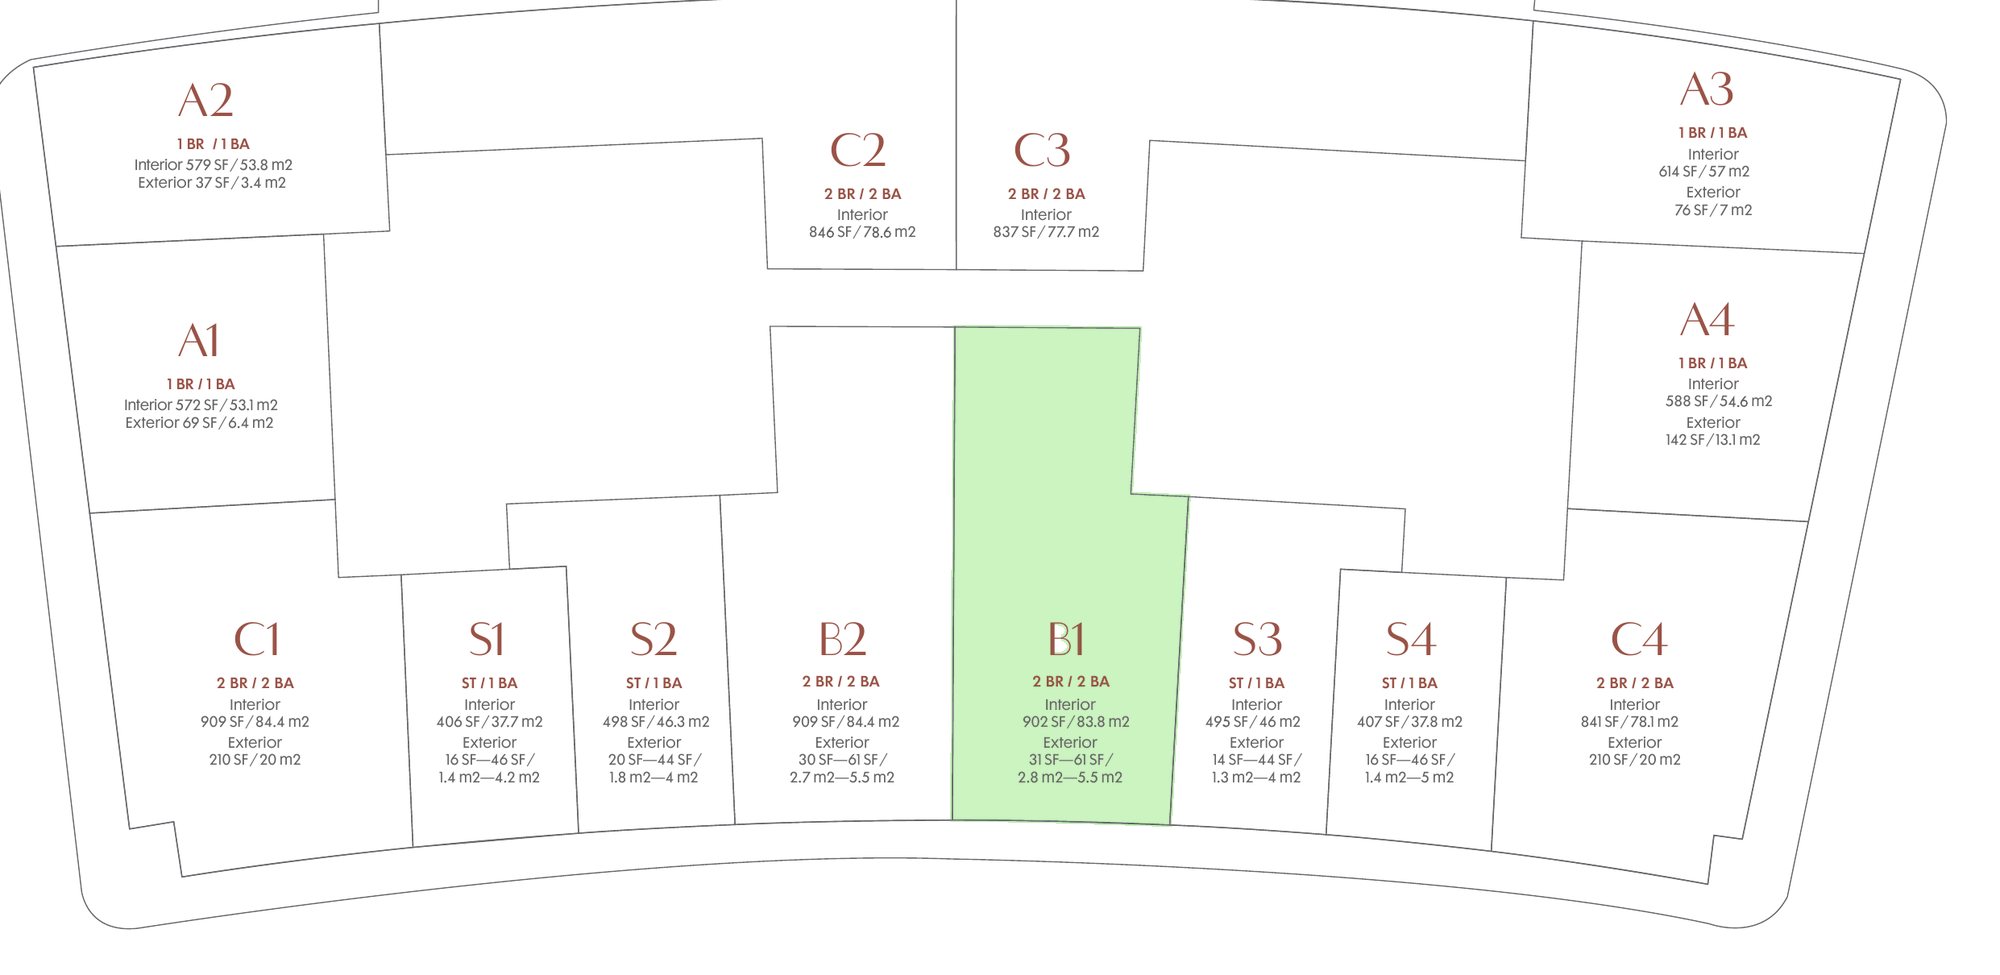 A2
1 BR / 1 BA
Interior 579 SF/53.8 m2
Exterior 37 SF/3.4 m2
C2
2 BR / 2 BA
Interior
846 SF/78.6 m2
C3
2 BR / 2 BA
Interior
837 SF/77.7 m2
A3
1 BR / 1 BA
Interior
614 SF/57 m2
Exterior
76 SF/7 m2
A1
1 BR / 1 BA
Interior 572 SF/53.1 m2
Exterior 69 SF/6.4 m2
A4
1 BR / 1 BA
Interior
588 SF/54.6 m2
Exterior
142 SF/13.1 m2
C1
2 BR / 2 BA
Interior
909 SF/84.4 m2
Exterior
210 SF/20 m2
S1
ST / 1 BA
Interior
406 SF/37.7 m2
Exterior
16 SF—46 SF/
1.4 m2—4.2 m2
S2
ST / 1 BA
Interior
498 SF/46.3 m2
Exterior
20 SF—44 SF/
1.8 m2—4 m2
B2
2 BR / 2 BA
Interior
909 SF/84.4 m2
Exterior
30 SF—61 SF/
2.7 m2—5.5 m2
B1
2 BR / 2 BA
Interior
902 SF/83.8 m2
Exterior
31 SF—61 SF/
2.8 m2—5.5 m2
S3
ST / 1 BA
Interior
495 SF/46 m2
Exterior
14 SF—44 SF/
1.3 m2—4 m2
S4
ST / 1 BA
Interior
407 SF/37.8 m2
Exterior
16 SF—46 SF/
1.4 m2—5 m2
C4
2 BR / 2 BA
Interior
841 SF/78.1 m2
Exterior
210 SF/20 m2